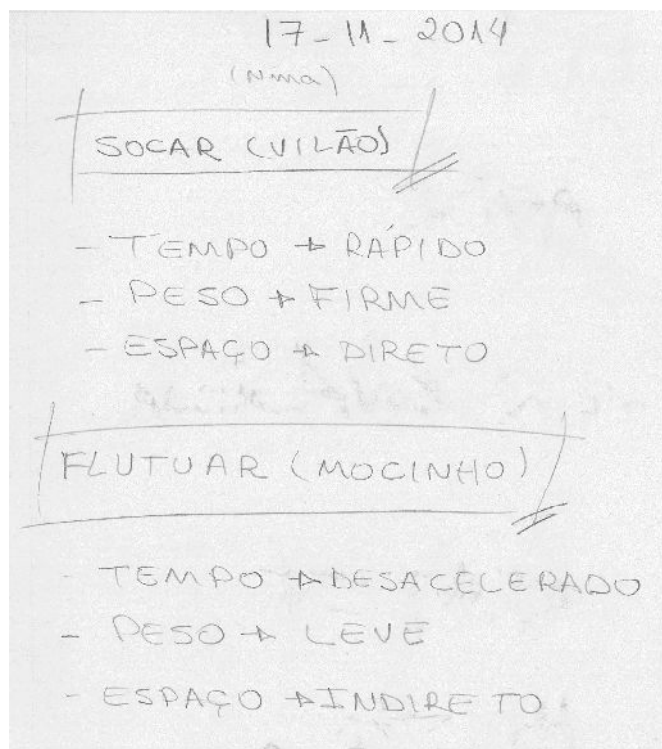 17-11-2014
(Nina)
SOCAR (VILÃO)
- TEMPO → RÁPIDO
- PESO → FIRME
- ESPAÇO → DIRETO
FLUTUAR (MOCINHO)
- TEMPO → DESACELERADO
- PESO → LEVE
- ESPAÇO → INDIRETO